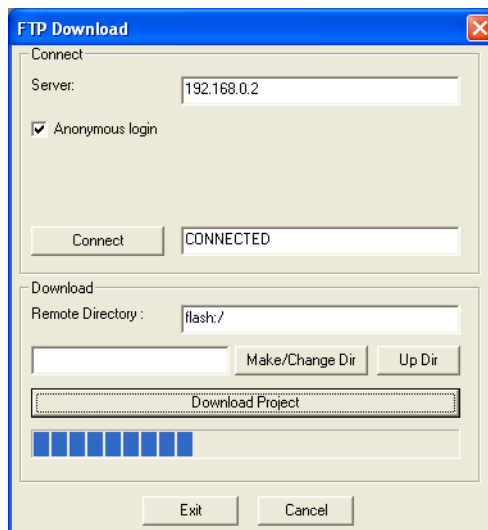 FTP Download
Connect
Server:
192.168.0.2
Anonymous login
Connect
CONNECTED
Download
Remote Directory :
flash:/
Make/Change Dir
Up Dir
Download Project
Exit
Cancel